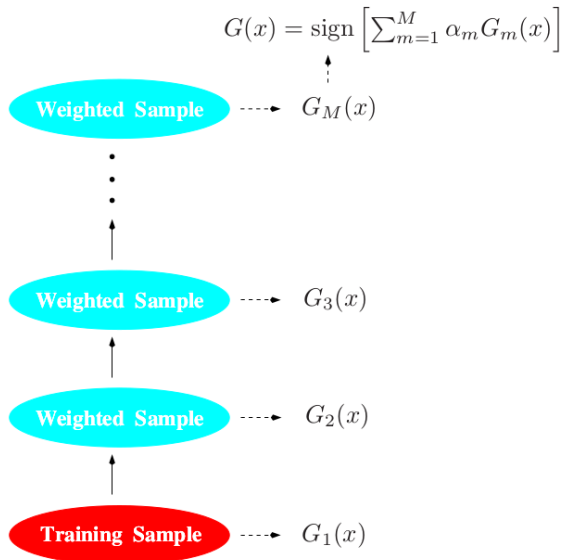 G(x) = sign [∑_{m=1}^{M} α_m G_m(x)]
Weighted Sample G_M(x)
Weighted Sample G_3(x)
Weighted Sample G_2(x)
Training Sample G_1(x)